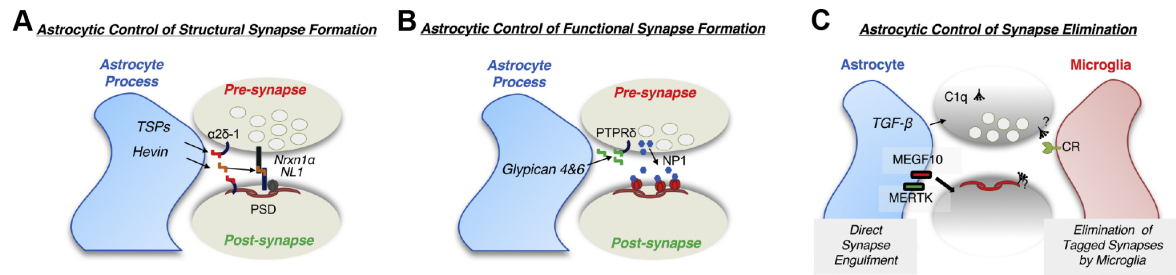 A
Astrocytic Control of Structural Synapse Formation
Astrocyte
Process
Pre-synapse
TSPs
α2δ-1
Hevin
Nrxn1α
NL1
PSD
Post-synapse
B
Astrocytic Control of Functional Synapse Formation
Astrocyte
Process
Pre-synapse
PTPRδ
NP1
Glypican 4&6
Post-synapse
C
Astrocytic Control of Synapse Elimination
Astrocyte
Microglia
C1q
TGF-β
?
CR
MEGF10
MERTK
?
Direct
Synapse
Engulfment
Elimination of
Tagged Synapses
by Microglia